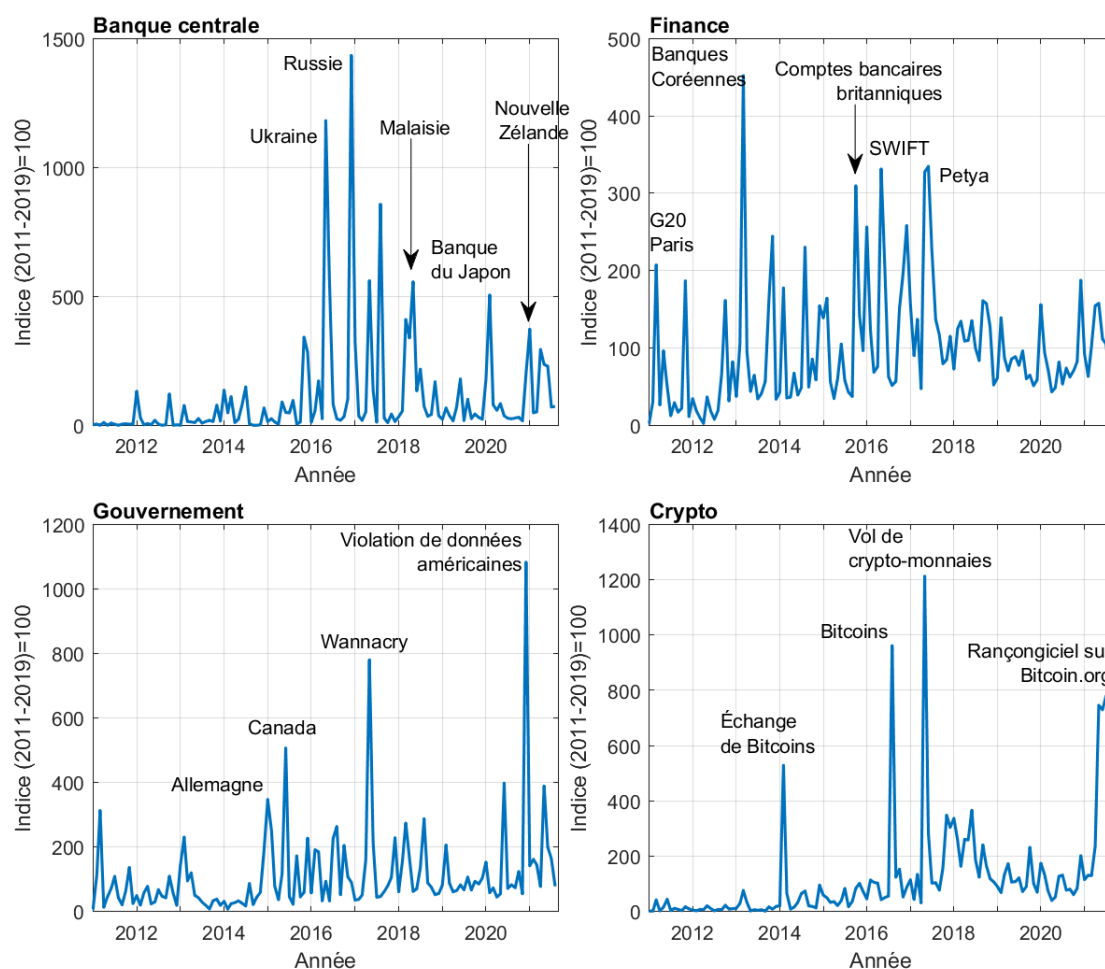 Banque centrale
1500
1000
500
0
Indice (2011-2019)=100
2012
2014
2016
2018
2020
Année
Russie
Ukraine
Malaisie
Nouvelle
Zélande
Banque
du Japon
Finance
500
400
300
200
100
0
Indice (2011-2019)=100
2012
2014
2016
2018
2020
Année
Banques
Coréennes
Comptes bancaires
britanniques
SWIFT
Petya
G20
Paris
Gouvernement
1200
1000
800
600
400
200
0
Indice (2011-2019)=100
2012
2014
2016
2018
2020
Année
Violation de données
américaines
Wannacry
Canada
Allemagne
Crypto
1400
1200
1000
800
600
400
200
0
Indice (2011-2019)=100
2012
2014
2016
2018
2020
Année
Vol de
crypto-monnaies
Bitcoins
Rançongiciel su
Bitcoin.org
Échange
de Bitcoins